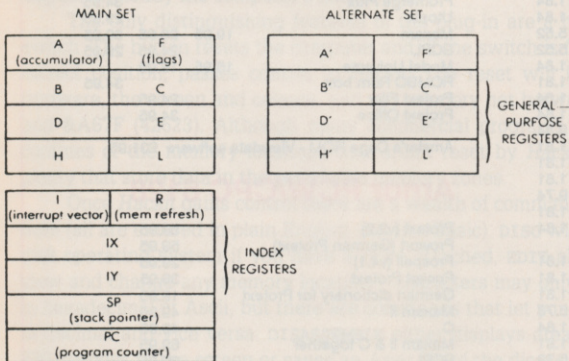 MAIN SET
ALTERNATE SET
A F
(accumulator) (flags)
A' F'
B C
B' C'
D
D' E'
H L
H' L'
GENERAL—
PURPOSE
REGISTERS
I R
(interrupt vector) (mem refresh)
IX
IY
INDEX
REGISTERS
SP
(stack pointer)
PC
(program counter)